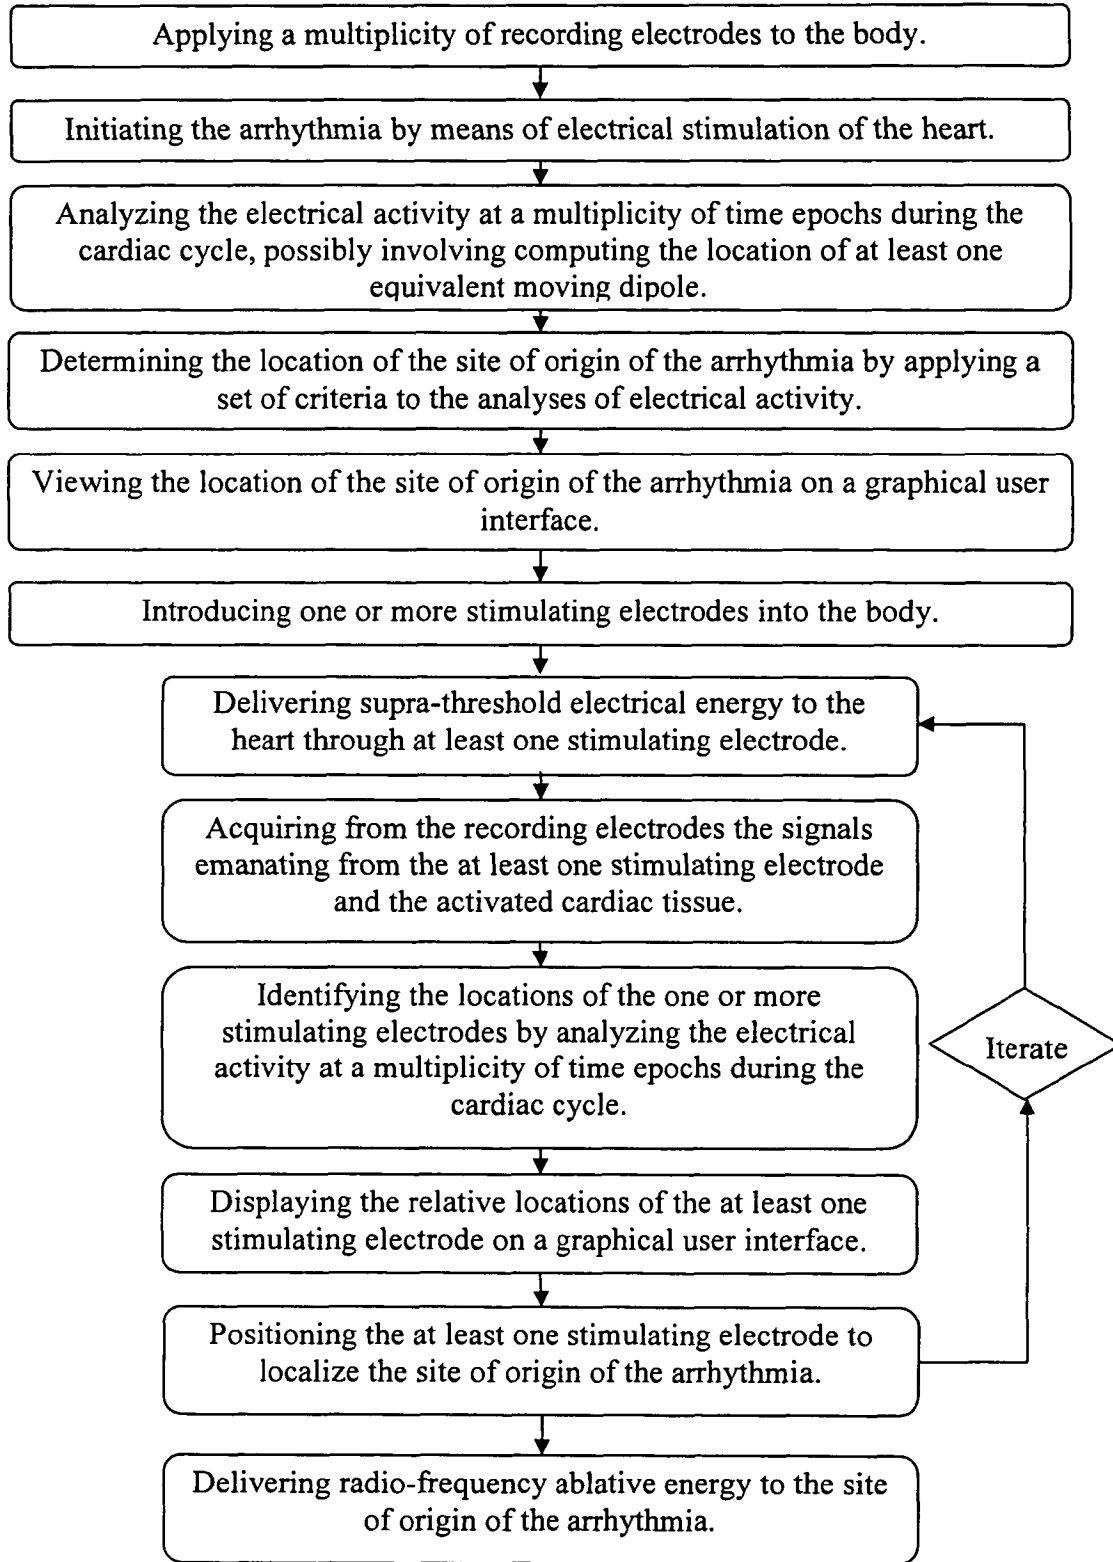 Applying a multiplicity of recording electrodes to the body.
Initiating the arrhythmia by means of electrical stimulation of the heart.
Analyzing the electrical activity at a multiplicity of time epochs during the
cardiac cycle, possibly involving computing the location of at least one
equivalent moving dipole.
Determining the location of the site of origin of the arrhythmia by applying a
set of criteria to the analyses of electrical activity.
Viewing the location of the site of origin of the arrhythmia on a graphical user
interface.
Introducing one or more stimulating electrodes into the body.
Delivering supra-threshold electrical energy to the
heart through at least one stimulating electrode.
Acquiring from the recording electrodes the signals
emanating from the at least one stimulating electrode
and the activated cardiac tissue.
Identifying the locations of the one or more
stimulating electrodes by analyzing the electrical
activity at a multiplicity of time epochs during the
cardiac cycle.
Iterate
Displaying the relative locations of the at least one
stimulating electrode on a graphical user interface.
Positioning the at least one stimulating electrode to
localize the site of origin of the arrhythmia.
Delivering radio-frequency ablative energy to the site
of origin of the arrhythmia.